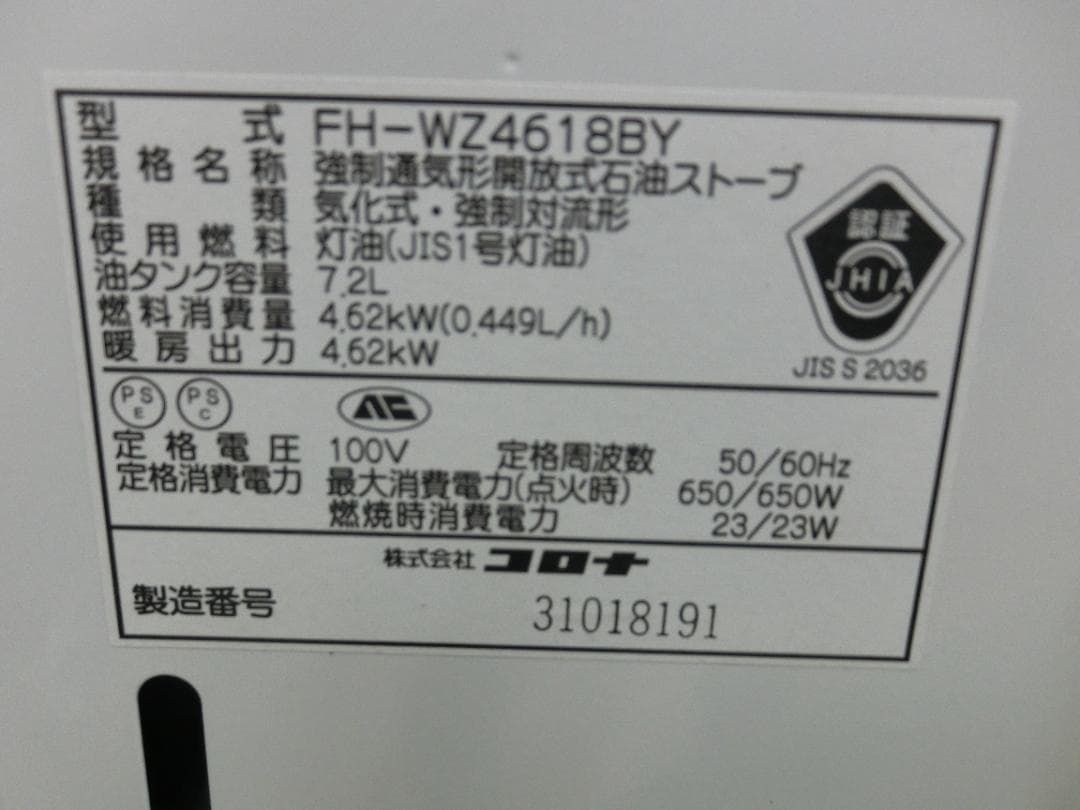 型式 FH-WZ4618BY
規格名称 強制通気形開放式石油ストーブ
種類 気化式・強制対流形
使用燃料 灯油(JIS1号灯油)
油タンク容量 7.2L
燃料消費量 4.62kW(0.449L/h)
暖房出力 4.62kW
認証
JHIA
JIS S 2036
PS E PS C
定格電圧 100V 定格周波数 50/60Hz
定格消費電力 最大消費電力(点火時) 650/650W
燃焼時消費電力 23/23W
株式会社 コロナ
製造番号 31018191